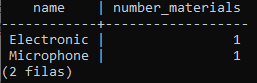 name | number_materials
------------+------------------
Electronic | 1
Microphone | 1
(2 filas)